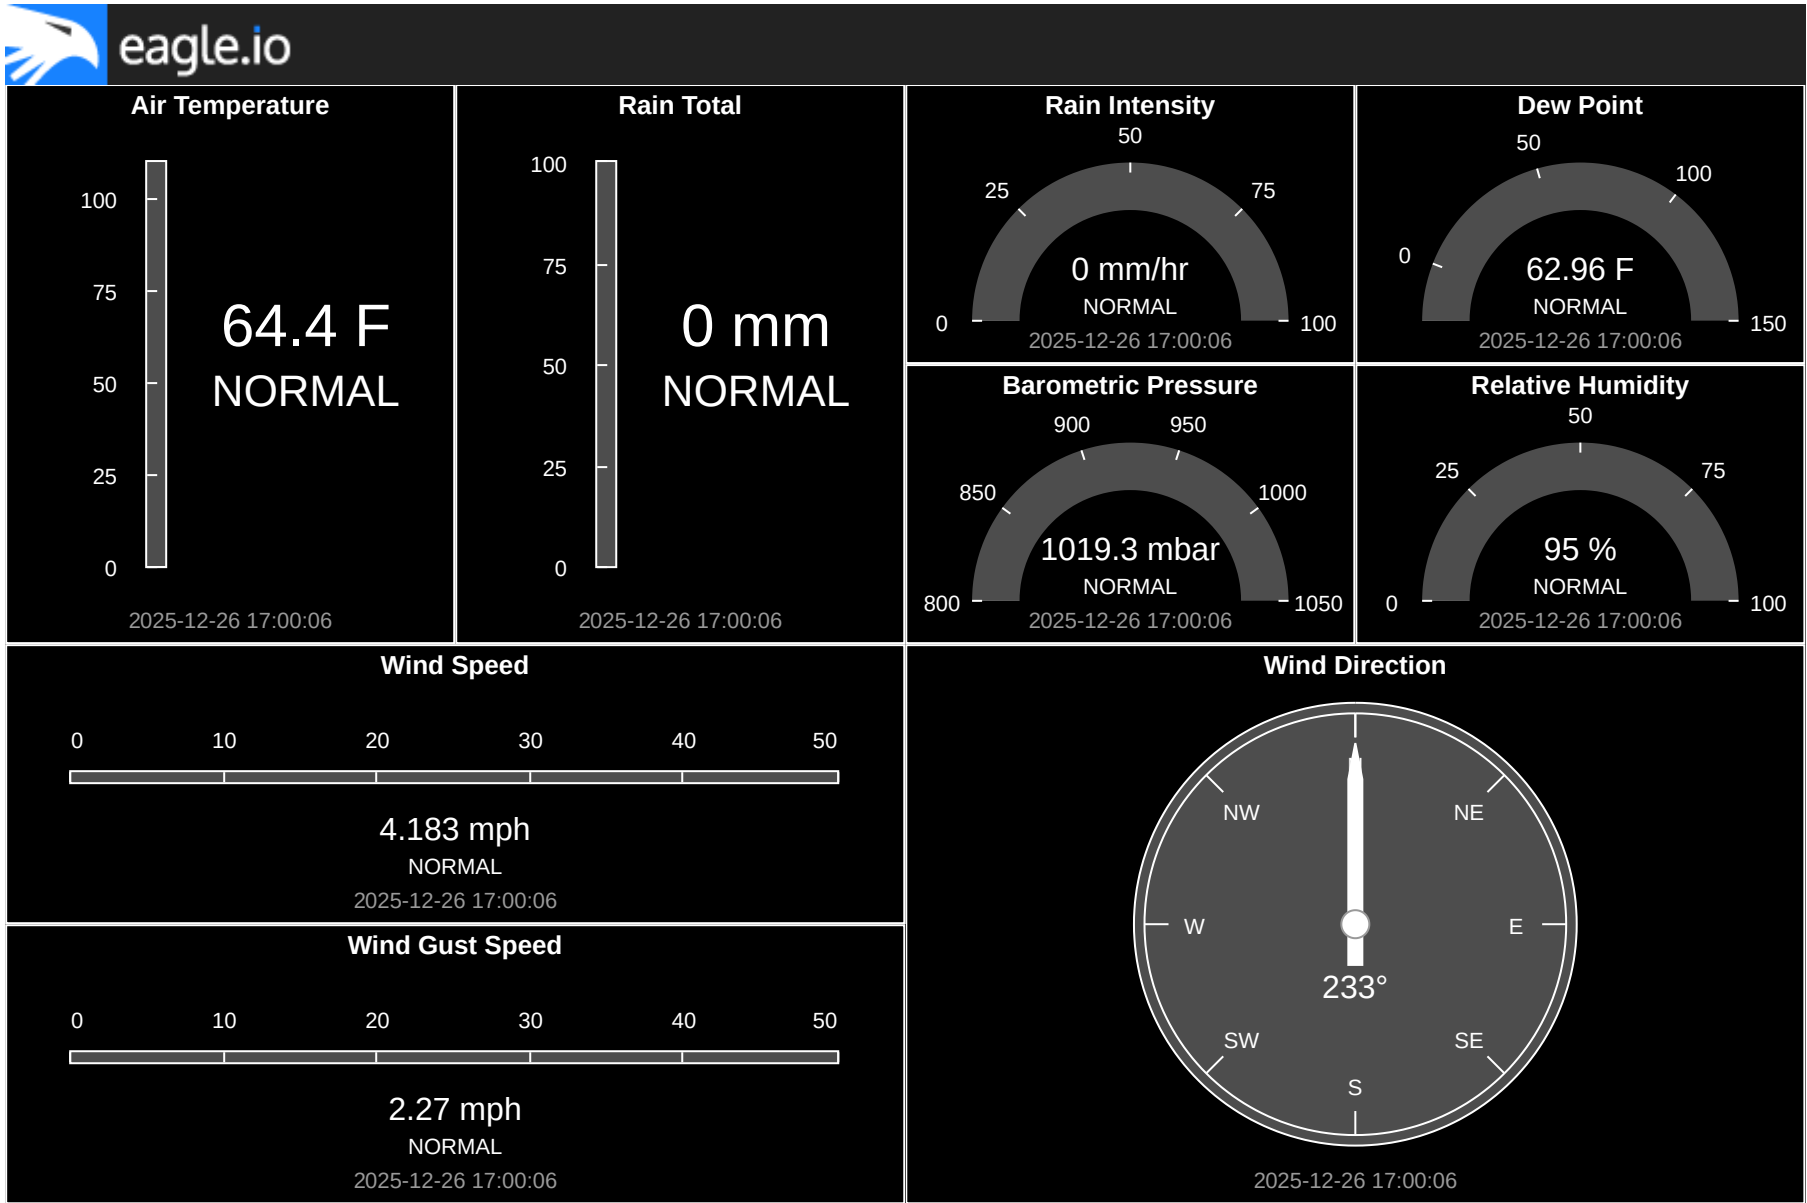 eagle.io
Air Temperature
100
75
50
25
0
64.4 F
NORMAL
2025-12-26 17:00:06
Rain Total
100
75
50
25
0
0 mm
NORMAL
2025-12-26 17:00:06
Rain Intensity
50
25
75
0
100
0 mm/hr
NORMAL
2025-12-26 17:00:06
Dew Point
50
100
0
150
62.96 F
NORMAL
2025-12-26 17:00:06
Barometric Pressure
900
950
850
1000
800
1050
1019.3 mbar
NORMAL
2025-12-26 17:00:06
Relative Humidity
50
25
75
0
100
95 %
NORMAL
2025-12-26 17:00:06
Wind Speed
0 10 20 30 40 50
4.183 mph
NORMAL
2025-12-26 17:00:06
Wind Gust Speed
0 10 20 30 40 50
2.27 mph
NORMAL
2025-12-26 17:00:06
Wind Direction
NW NE
W E
233°
SW SE
S
2025-12-26 17:00:06